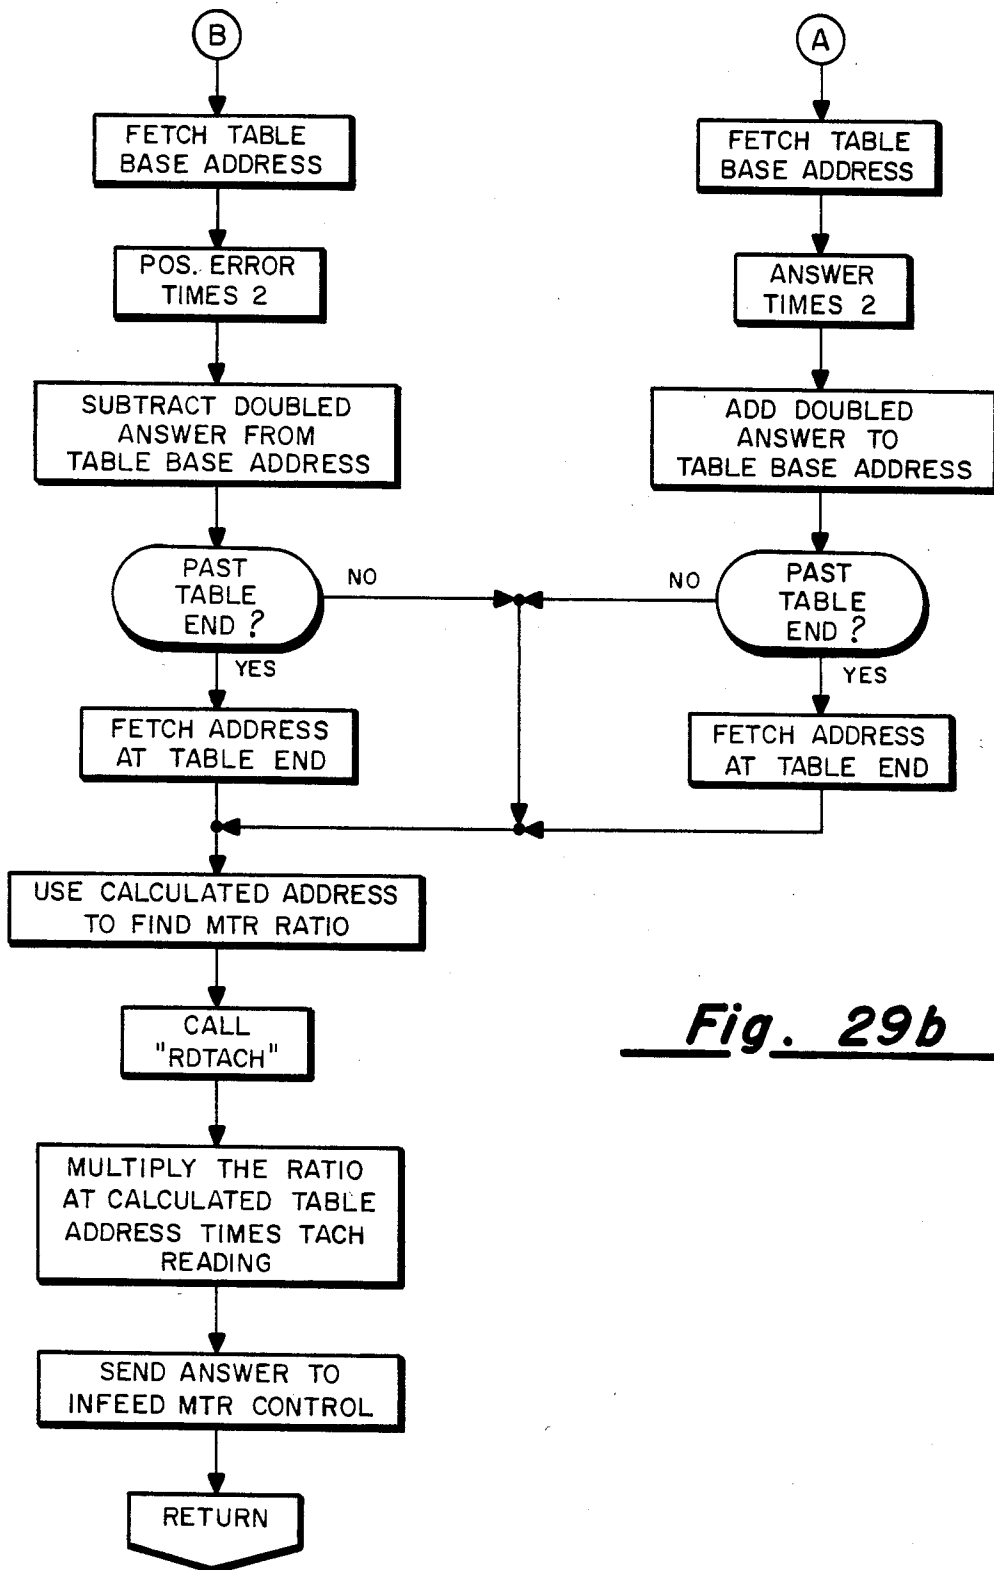 B
FETCH TABLE
BASE ADDRESS
POS. ERROR
TIMES 2
SUBTRACT DOUBLED
ANSWER FROM
TABLE BASE ADDRESS
PAST
TABLE
END?
NO
YES
FETCH ADDRESS
AT TABLE END
A
FETCH TABLE
BASE ADDRESS
ANSWER
TIMES 2
ADD DOUBLED
ANSWER TO
TABLE BASE ADDRESS
PAST
TABLE
END?
NO
YES
FETCH ADDRESS
AT TABLE END
USE CALCULATED ADDRESS
TO FIND MTR RATIO
CALL
"RDTACH"
MULTIPLY THE RATIO
AT CALCULATED TABLE
ADDRESS TIMES TACH
READING
SEND ANSWER TO
INFEED MTR CONTROL
RETURN
Fig. 29b